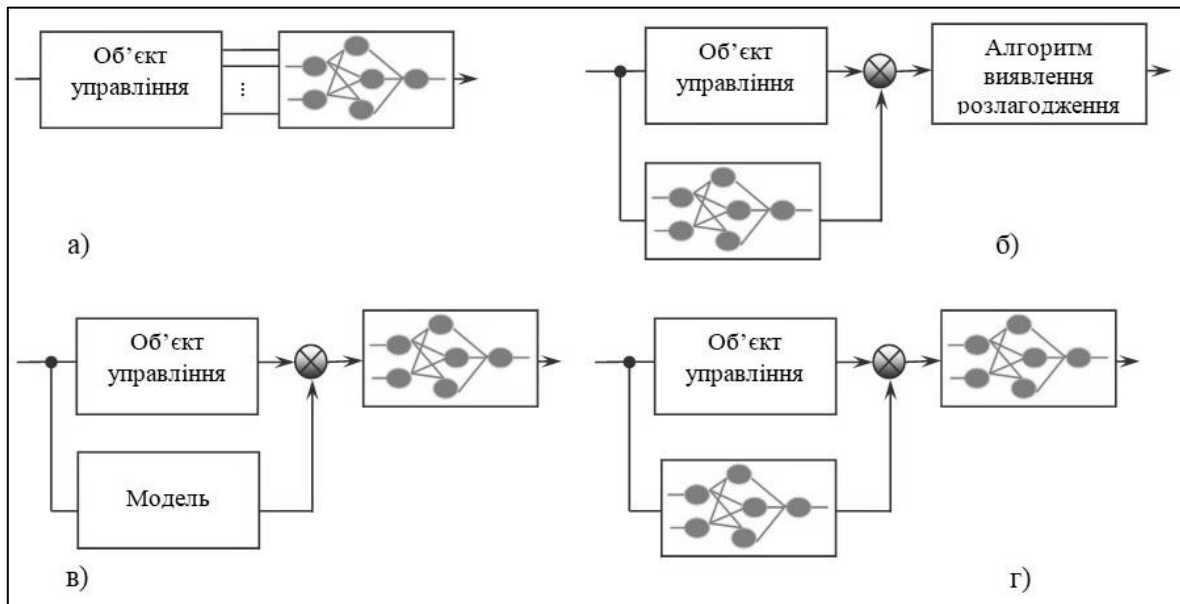 Об’єкт
управління
...
а)
Об’єкт
управління
Алгоритм
виявлення
розлагодження
б)
Об’єкт
управління
Модель
в)
Об’єкт
управління
г)